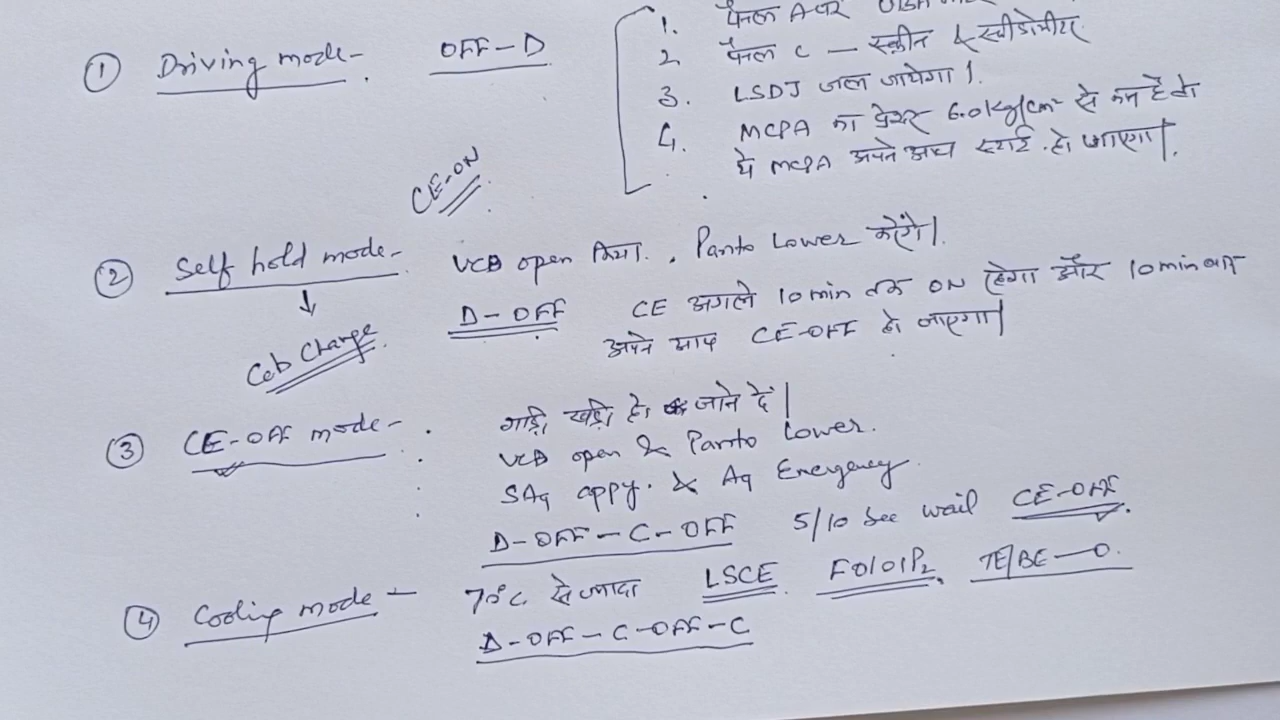 1. पैनल A पर
① Driving mode- OFF-D
2 पैनल C — स्क्रीन & स्पीडोमीटर
3. LSDJ जल जायेगा।
4. MCPA का प्रेशर 6.0kg/cm² से कम है तो
ये MCPA अपने आप स्टार्ट हो जाएगा।
CE-ON
② Self hold mode- VCB open किया. Panto Lower करेंगे।
↓ D-OFF CE अगले 10 min तक ON रहेगा और 10 min बाद
Cab Change अपने आप CE-OFF हो जाएगा।
③ CE-OFF mode- गाड़ी खड़ी हो जाने दें।
VCB open & Panto Lower.
SA9 appy. & A9 Emergency
D-OFF-C-OFF 5/10 Sec wait CE-OFF
④ Cooling mode- 70°C से ज्यादा LSCE F0101P2, TE/BE-0.
D-OFF-C-OFF-C